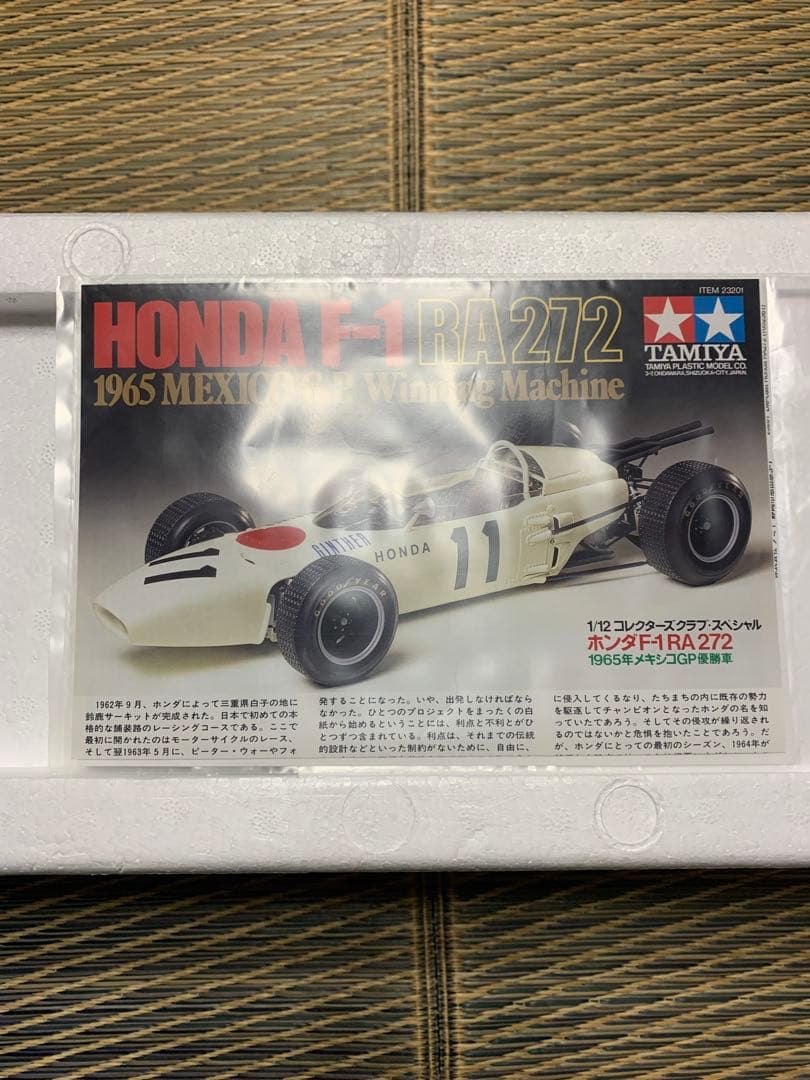 ITEM 23201
HONDA F-1 RA272
1965 MEXICO G.P. Winning Machine
TAMIYA
TAMIYA PLASTIC MODEL CO.
3-7, ONDAWARA, SHIZUOKA-CITY, JAPAN.
11
GINTHER
HONDA
11
GOODYEAR
GOODYEAR
1/12 コレクターズクラブ・スペシャル
ホンダF-1 RA272
1965年メキシコGP優勝車
1962年9月、ホンダによって三重県白子の地に
鈴鹿サーキットが完成された。日本で初めての本
格的な舗装路のレーシングコースである。ここで
最初に開かれたのはモーターサイクルのレース、
そして翌1963年5月に、ピーター・ウォーやフォ
発することになった。いや、出発しなければなら
なかった。ひとつのプロジェクトをまったくの白
紙から始めるということには、利点と不利とがひ
とつずつ含まれている。利点は、それまでの伝統
的設計などといった制約がないために、自由に、
に侵入してくるなり、たちまちの内に既存の勢力
を駆逐してチャンピオンとなったホンダの名を知
っていたであろう。そしてその侵攻が繰り返され
るのではないかと危惧を抱いたことであろう。だ
が、ホンダにとっての最初のシーズン、1964年が